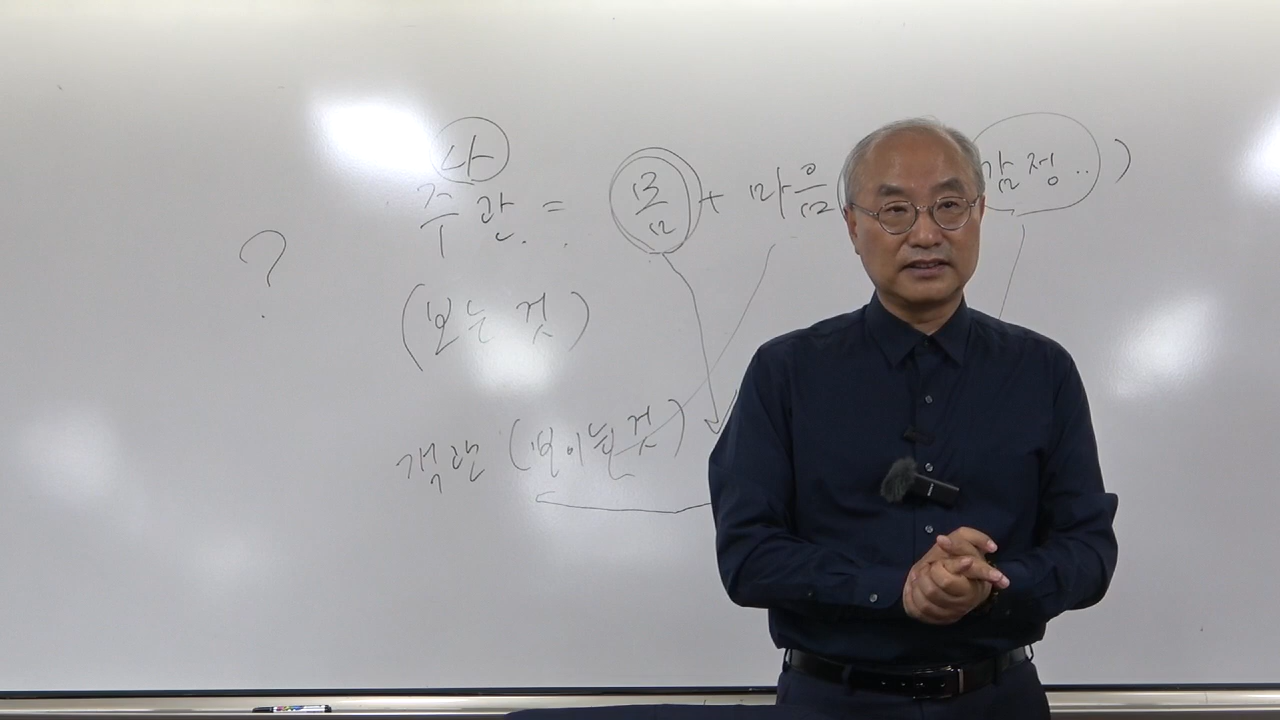 나
주관 = 몸 + 마음 감정..)
?
(보는 것)
객관 (보이는 것)